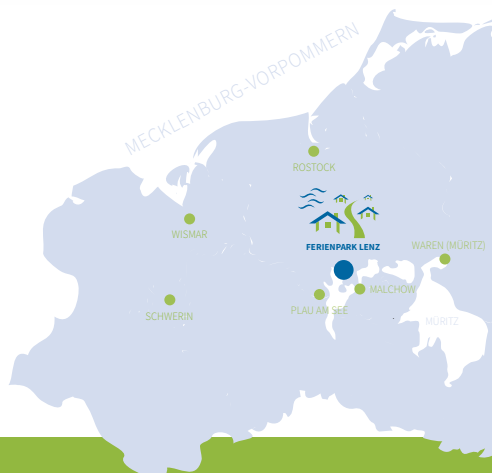 MECKLENBURG-VORPOMMERN
ROSTOCK
WISMAR
FERIENPARK LENZ
WAREN (MÜRITZ)
MALCHOW
PLAU AM SEE
SCHWERIN
MÜRITZ